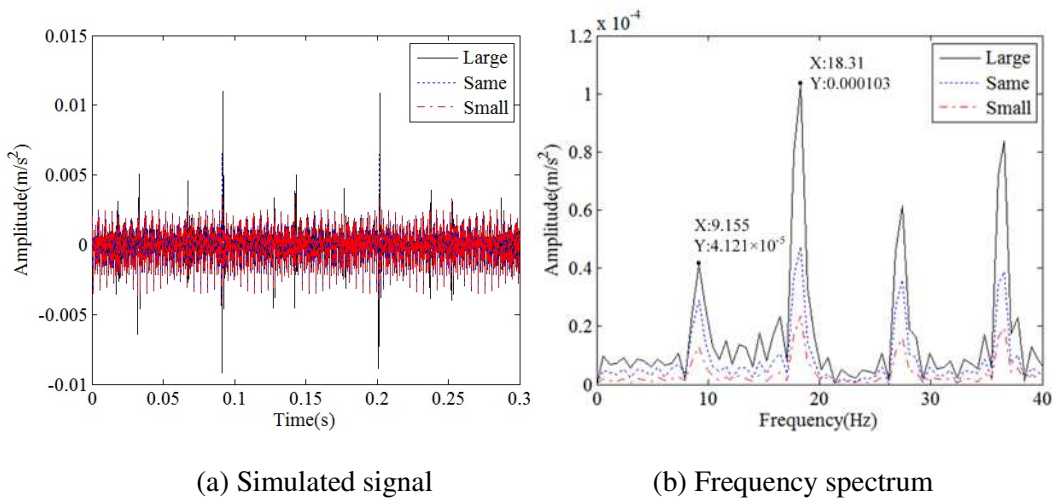 0.015
0.01
0.005
0
-0.005
-0.01
Amplitude(m/s²)
0 0.05 0.1 0.15 0.2 0.25 0.3
Time(s)
Large
Same
Small
(a) Simulated signal
x 10⁻⁴
1.2
1
0.8
0.6
0.4
0.2
0
Amplitude(m/s²)
0 10 20 30 40
Frequency(Hz)
X:18.31
Y:0.000103
X:9.155
Y:4.121×10⁻⁵
Large
Same
Small
(b) Frequency spectrum